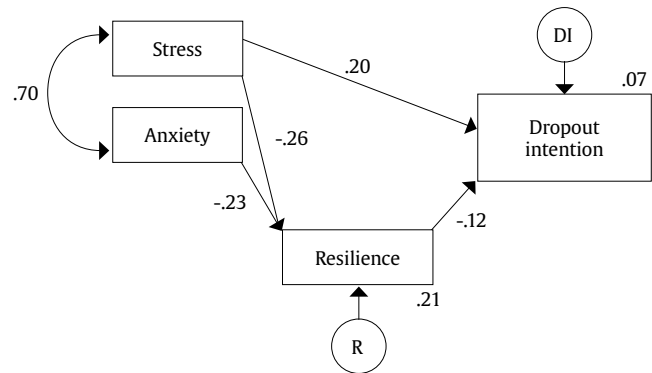 DI
Stress
.20
.07
.70
Dropout
intention
Anxiety
-.26
-.23
-.12
Resilience
.21
R